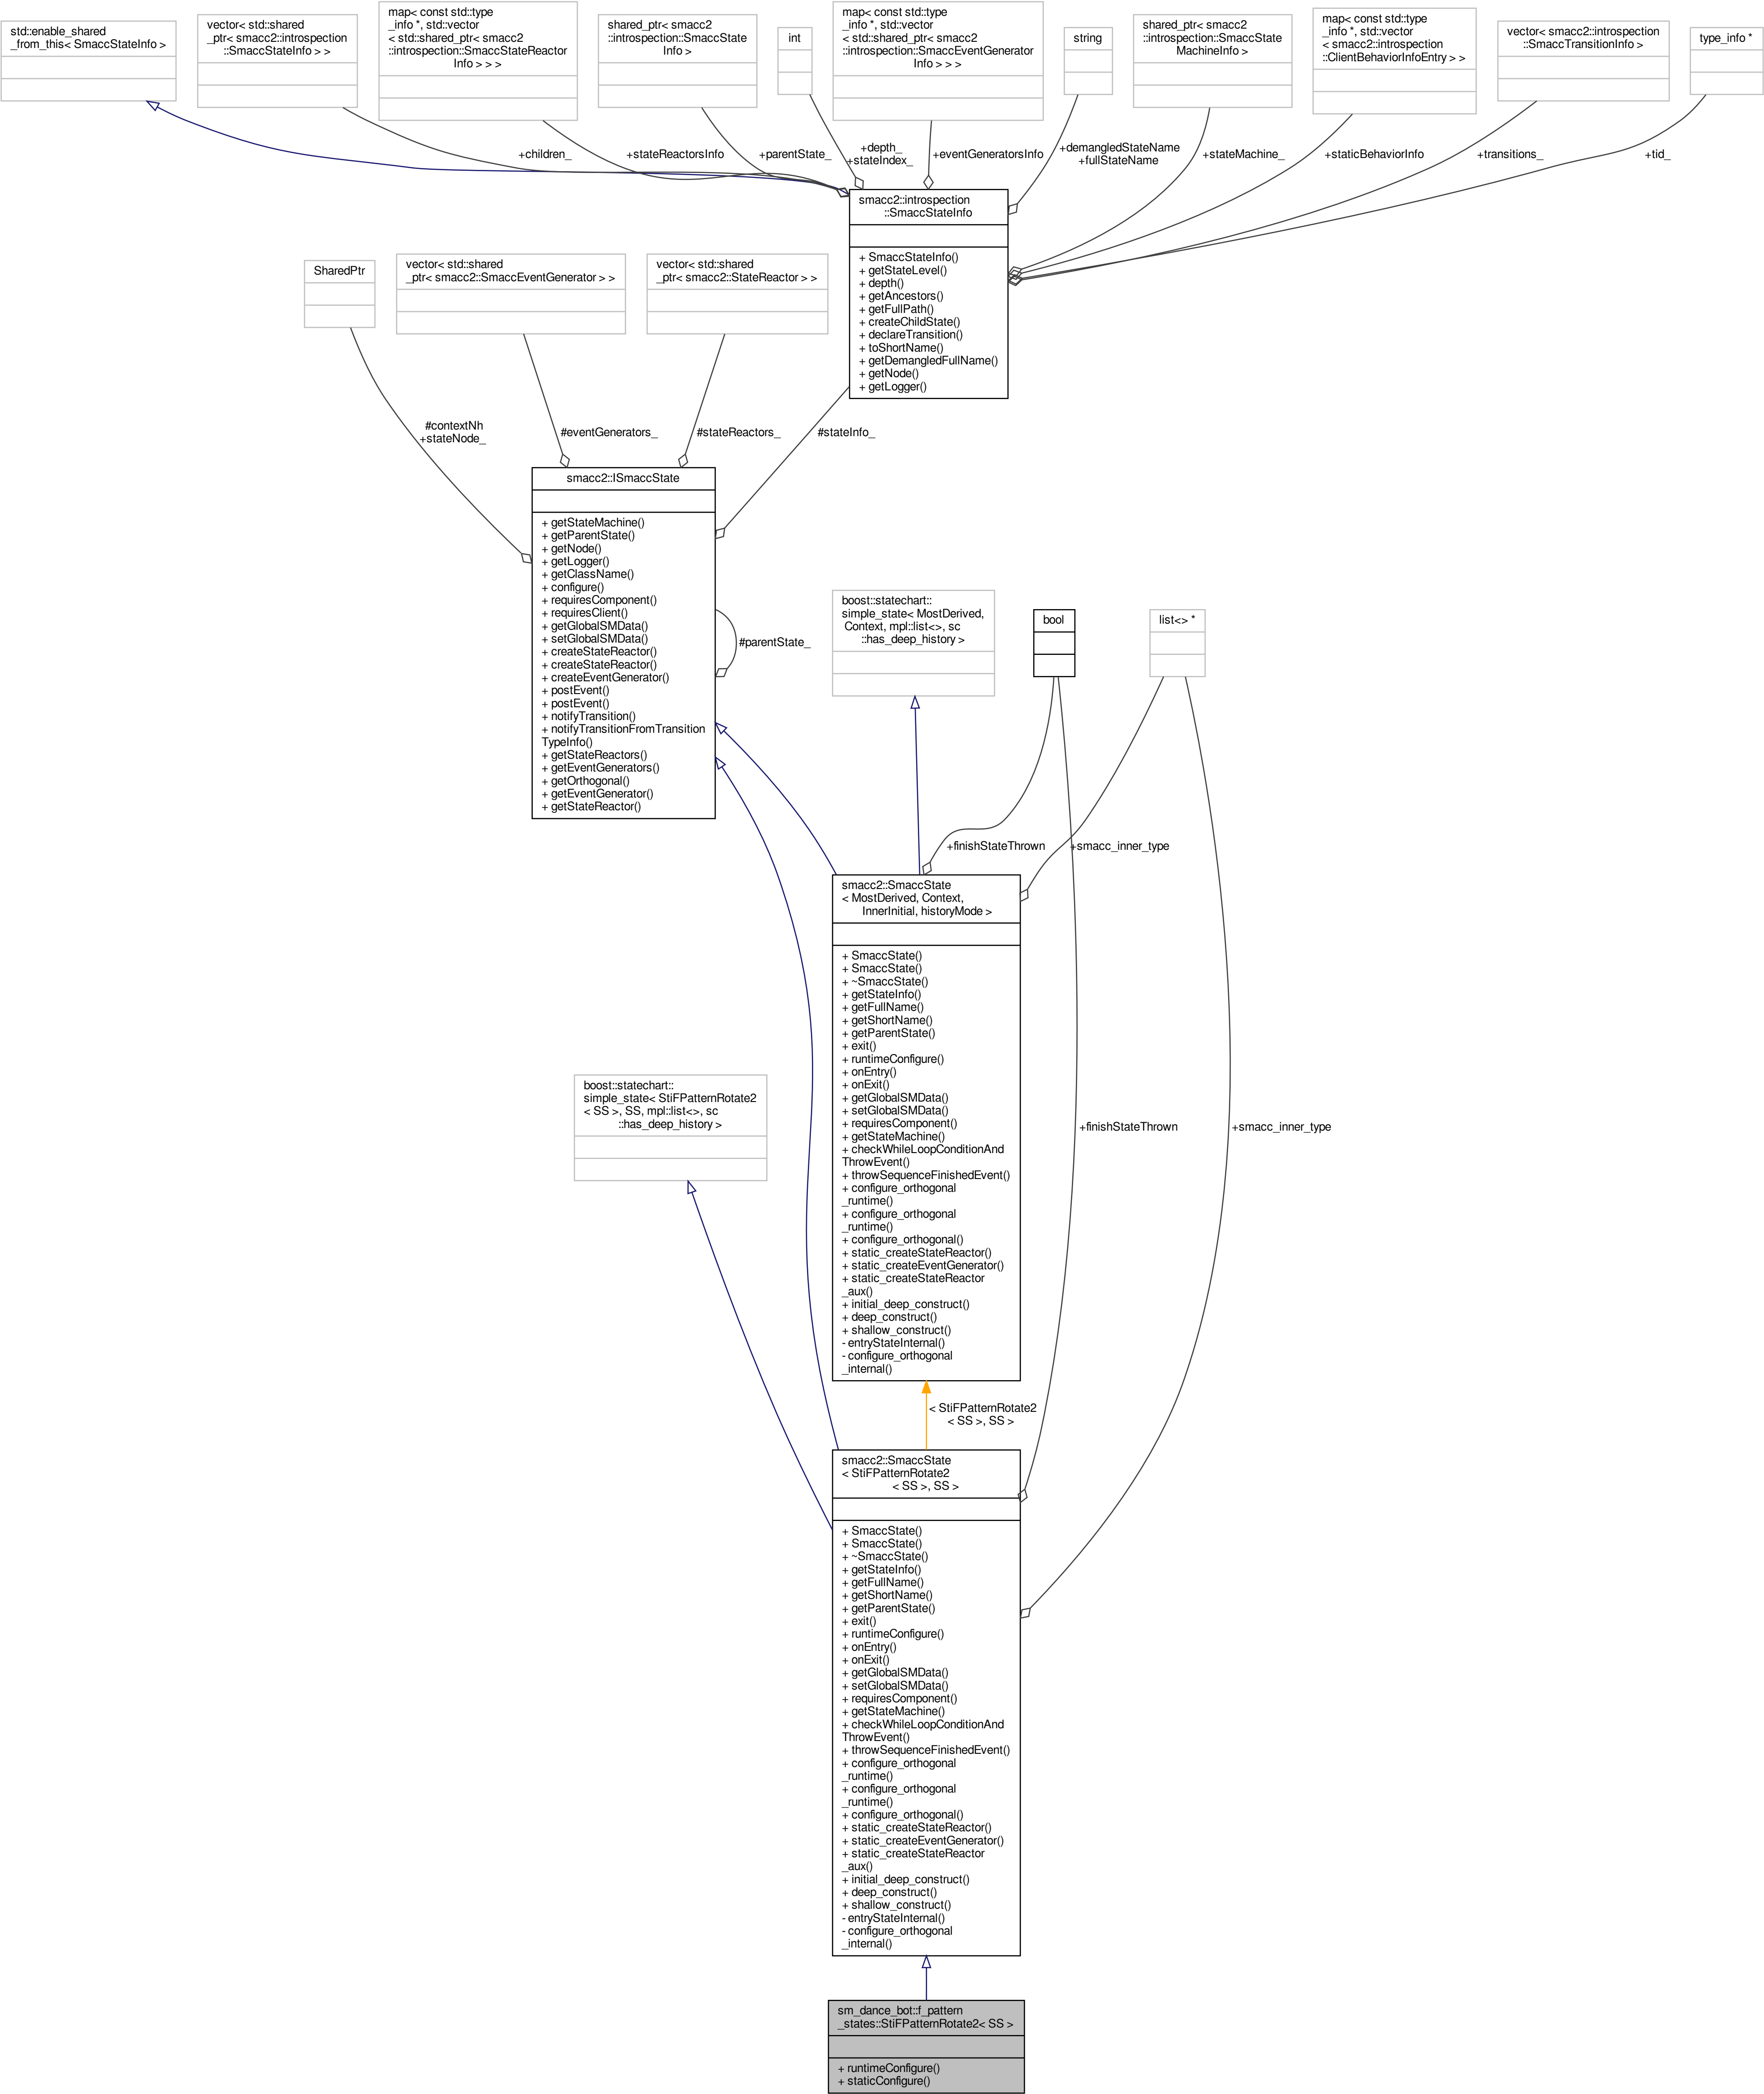 std::enable_shared
_from_this< SmaccStateInfo >
vector< std::shared
_ptr< smacc2::introspection
::SmaccStateInfo > >
map< const std::type
_info *, std::vector
< std::shared_ptr< smacc2
::introspection::SmaccStateReactor
Info > > >
shared_ptr< smacc2
::introspection::SmaccState
Info >
int
map< const std::type
_info *, std::vector
< std::shared_ptr< smacc2
::introspection::SmaccEventGenerator
Info > > >
string
shared_ptr< smacc2
::introspection::SmaccState
MachineInfo >
map< const std::type
_info *, std::vector
< smacc2::introspection
::ClientBehaviorInfoEntry > >
vector< smacc2::introspection
::SmaccTransitionInfo >
type_info *
+children_
+stateReactorsInfo
+parentState_
+depth_
+stateIndex_
+eventGeneratorsInfo
+demangledStateName
+fullStateName
+stateMachine_
+staticBehaviorInfo
+transitions_
+tid_
smacc2::introspection
::SmaccStateInfo
+ SmaccStateInfo()
+ getStateLevel()
+ depth()
+ getAncestors()
+ getFullPath()
+ createChildState()
+ declareTransition()
+ toShortName()
+ getDemangledFullName()
+ getNode()
+ getLogger()
SharedPtr
vector< std::shared
_ptr< smacc2::SmaccEventGenerator > >
vector< std::shared
_ptr< smacc2::StateReactor > >
#contextNh
+stateNode_
#eventGenerators_
#stateReactors_
#stateInfo_
smacc2::ISmaccState
+ getStateMachine()
+ getParentState()
+ getNode()
+ getLogger()
+ getClassName()
+ configure()
+ requiresComponent()
+ requiresClient()
+ getGlobalSMData()
+ setGlobalSMData()
+ createStateReactor()
+ createStateReactor()
+ createEventGenerator()
+ postEvent()
+ postEvent()
+ notifyTransition()
+ notifyTransitionFromTransition
TypeInfo()
+ getStateReactors()
+ getEventGenerators()
+ getOrthogonal()
+ getEventGenerator()
+ getStateReactor()
#parentState_
boost::statechart::
simple_state< MostDerived,
Context, mpl::list<>, sc
::has_deep_history >
bool
list<> *
+finishStateThrown
+smacc_inner_type
smacc2::SmaccState
< MostDerived, Context,
InnerInitial, historyMode >
+ SmaccState()
+ SmaccState()
+ ~SmaccState()
+ getStateInfo()
+ getFullName()
+ getShortName()
+ getParentState()
+ exit()
+ runtimeConfigure()
+ onEntry()
+ onExit()
+ getGlobalSMData()
+ setGlobalSMData()
+ requiresComponent()
+ getStateMachine()
+ checkWhileLoopConditionAnd
ThrowEvent()
+ throwSequenceFinishedEvent()
+ configure_orthogonal
_runtime()
+ configure_orthogonal
_runtime()
+ configure_orthogonal()
+ static_createStateReactor()
+ static_createEventGenerator()
+ static_createStateReactor
_aux()
+ initial_deep_construct()
+ deep_construct()
+ shallow_construct()
- entryStateInternal()
- configure_orthogonal
_internal()
boost::statechart::
simple_state< StiFPatternRotate2
< SS >, SS, mpl::list<>, sc
::has_deep_history >
+finishStateThrown
+smacc_inner_type
< StiFPatternRotate2
< SS >, SS >
smacc2::SmaccState
< StiFPatternRotate2
< SS >, SS >
+ SmaccState()
+ SmaccState()
+ ~SmaccState()
+ getStateInfo()
+ getFullName()
+ getShortName()
+ getParentState()
+ exit()
+ runtimeConfigure()
+ onEntry()
+ onExit()
+ getGlobalSMData()
+ setGlobalSMData()
+ requiresComponent()
+ getStateMachine()
+ checkWhileLoopConditionAnd
ThrowEvent()
+ throwSequenceFinishedEvent()
+ configure_orthogonal
_runtime()
+ configure_orthogonal
_runtime()
+ configure_orthogonal()
+ static_createStateReactor()
+ static_createEventGenerator()
+ static_createStateReactor
_aux()
+ initial_deep_construct()
+ deep_construct()
+ shallow_construct()
- entryStateInternal()
- configure_orthogonal
_internal()
sm_dance_bot::f_pattern
_states::StiFPatternRotate2< SS >
+ runtimeConfigure()
+ staticConfigure()